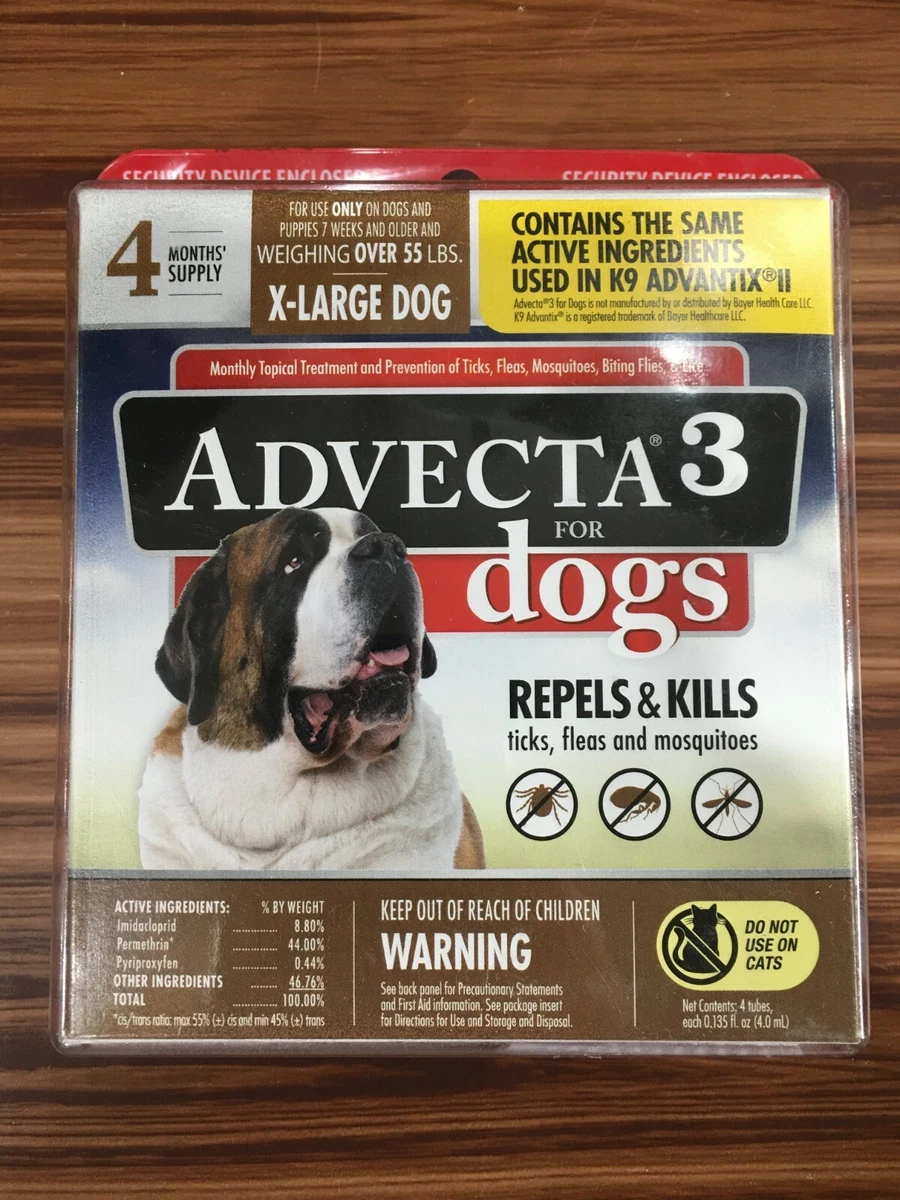 SECURITY DEVICE ENCLOSED
SECURITY DEVICE ENCLOSED
4
MONTHS'
SUPPLY
FOR USE ONLY ON DOGS AND
PUPPIES 7 WEEKS AND OLDER AND
WEIGHING OVER 55 LBS.
X-LARGE DOG
CONTAINS THE SAME
ACTIVE INGREDIENTS
USED IN K9 ADVANTIX® II
Advecta®3 for Dogs is not manufactured by or distributed by Bayer Health Care LLC.
K9 Advantix® is a registered trademark of Bayer Healthcare LLC.
Monthly Topical Treatment and Prevention of Ticks, Fleas, Mosquitoes, Biting Flies, & Lice
ADVECTA® 3
FOR
dogs
REPELS & KILLS
ticks, fleas and mosquitoes
ACTIVE INGREDIENTS: % BY WEIGHT
Imidacloprid ............ 8.80%
Permethrin* ............ 44.00%
Pyriproxyfen ............ 0.44%
OTHER INGREDIENTS ............ 46.76%
TOTAL ............ 100.00%
*cis/trans ratio: max 55% (±) cis and min 45% (±) trans
KEEP OUT OF REACH OF CHILDREN
WARNING
See back panel for Precautionary Statements
and First Aid information. See package insert
for Directions for Use and Storage and Disposal.
DO NOT
USE ON
CATS
Net Contents: 4 tubes,
each 0.135 fl. oz (4.0 mL)